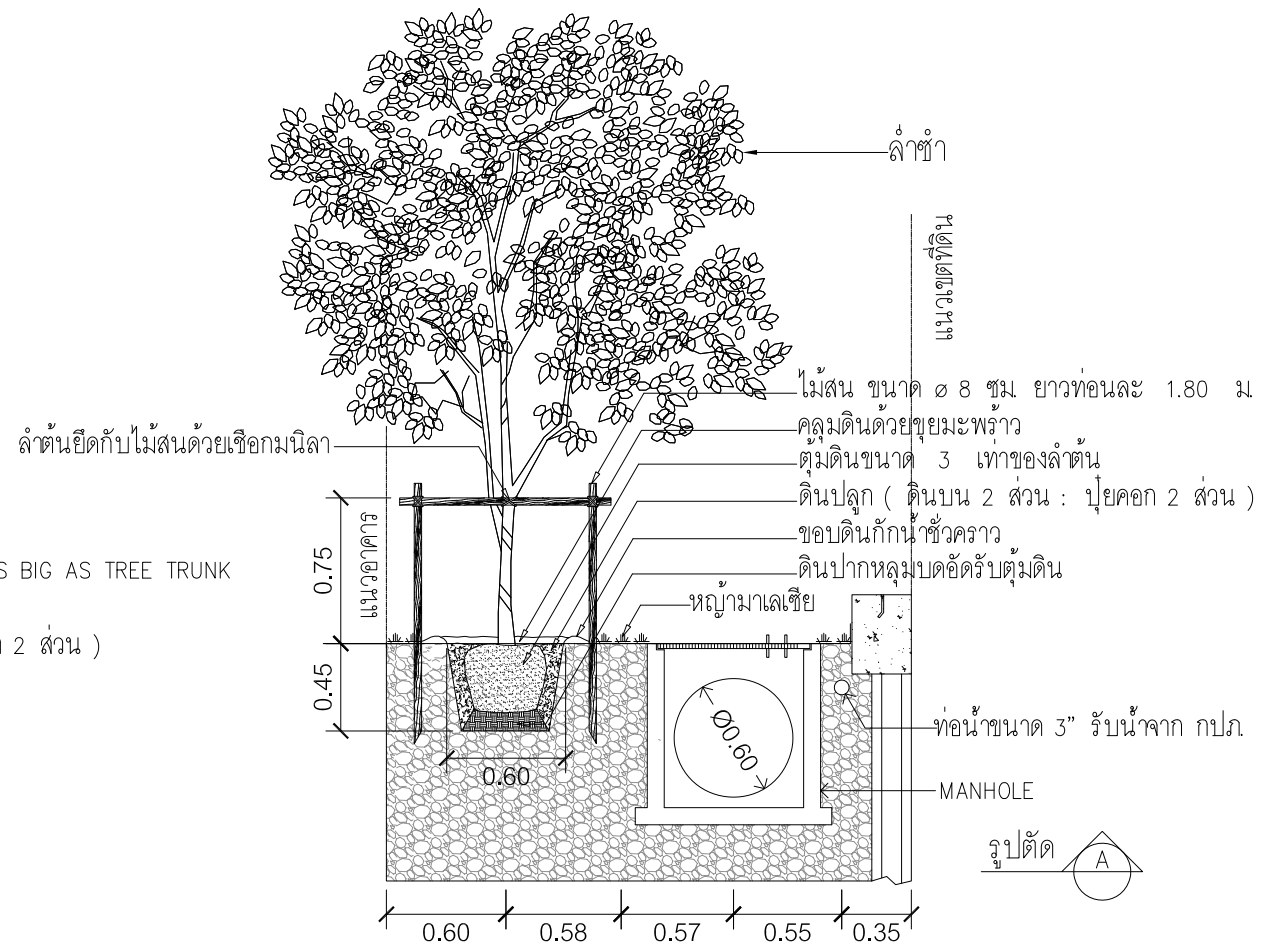 ล่ำซำ
แนวเขตที่ดิน
ไม้สน ขนาด ø 8 ซม. ยาวท่อนละ 1.80 ม.
คลุมดินด้วยขุยมะพร้าว
ลำต้นยึดกับไม้สนด้วยเชือกมนิลา
ตุ้มดินขนาด 3 เท่าของลำต้น
ดินปลูก ( ดินบน 2 ส่วน : ปุ๋ยคอก 2 ส่วน )
ขอบดินกักน้ำชั่วคราว
แนวอาคาร
S BIG AS TREE TRUNK
0.75
ดินปากหลุมบดอัดรับตุ้มดิน
หญ้ามาเลเซีย
2 ส่วน )
0.45
Ø0.60
ท่อน้ำขนาด 3" รับน้ำจาก กปภ.
0.60
MANHOLE
รูปตัด A
0.60 0.58 0.57 0.55 0.35